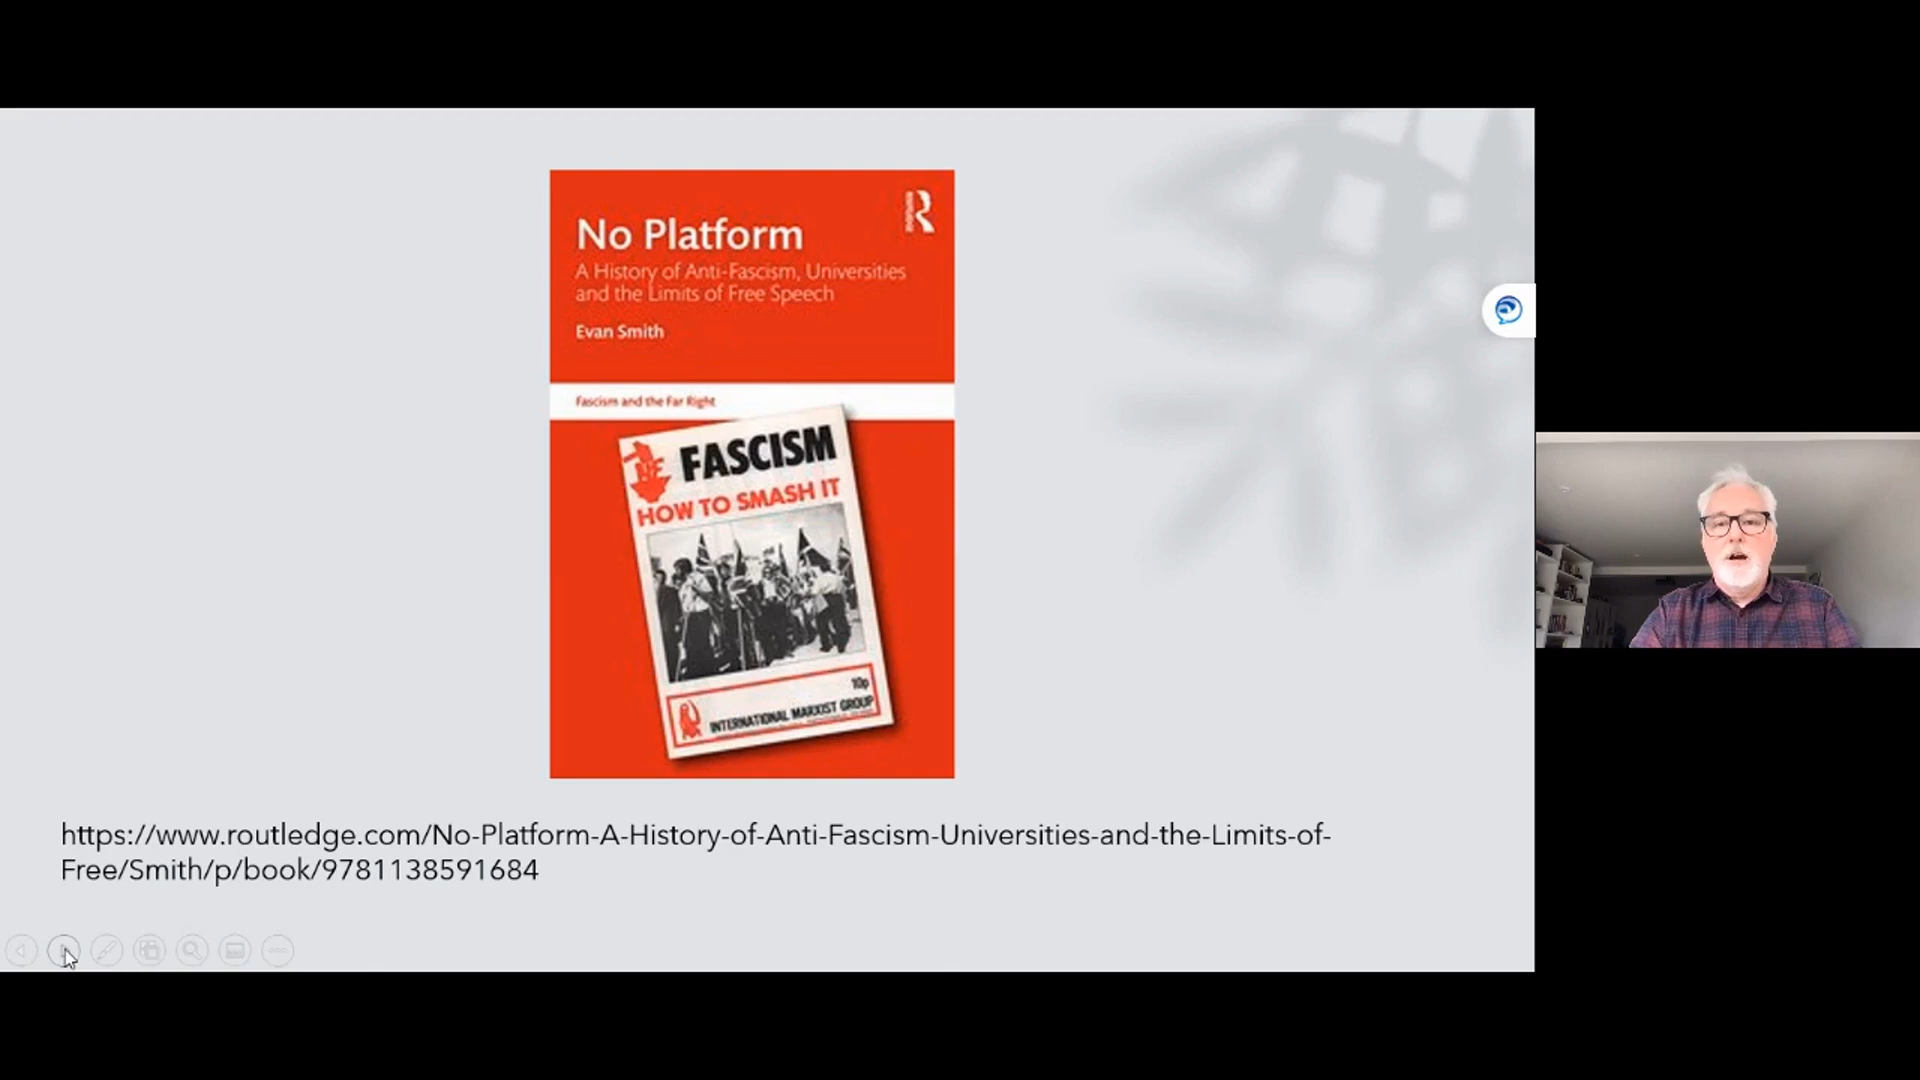 No Platform
A History of Anti-Fascism, Universities
and the Limits of Free Speech
Evan Smith
Fascism and the Far Right
FASCISM
HOW TO SMASH IT
10p
INTERNATIONAL MARXIST GROUP
https://www.routledge.com/No-Platform-A-History-of-Anti-Fascism-Universities-and-the-Limits-of-
Free/Smith/p/book/9781138591684